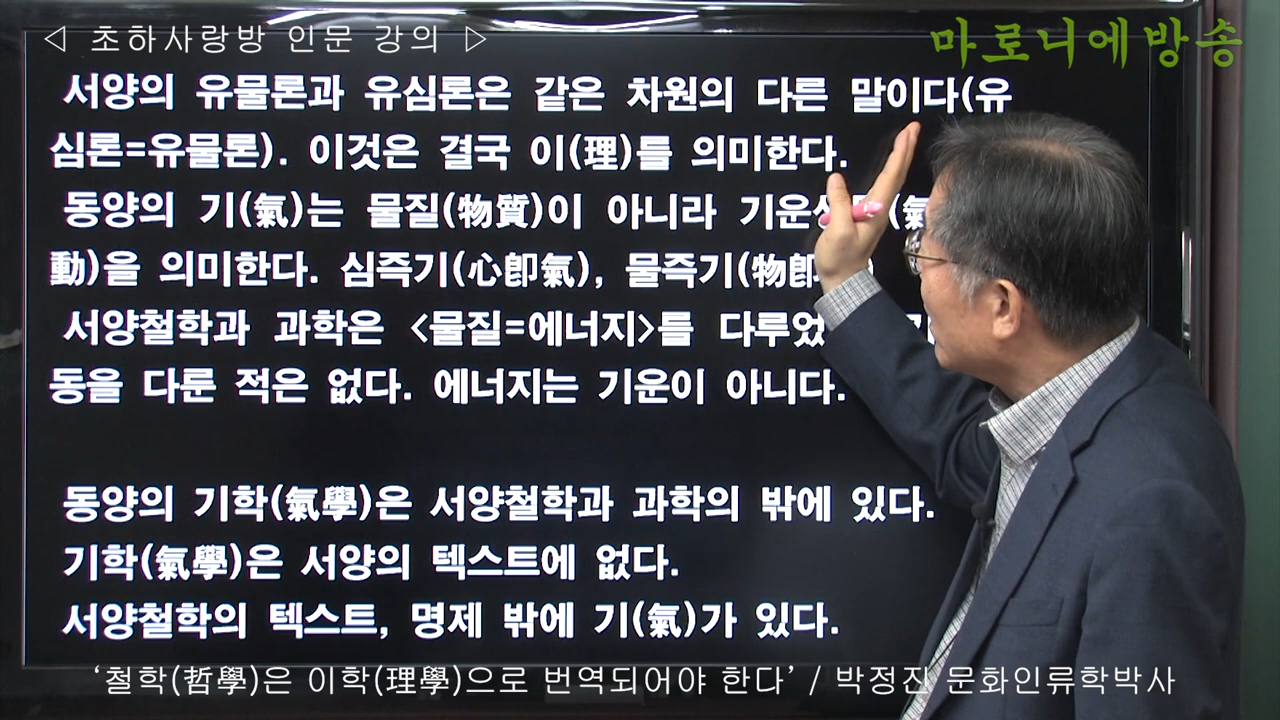 ◁ 초하사랑방 인문 강의 ▷
마로니에방송
서양의 유물론과 유심론은 같은 차원의 다른 말이다(유
심론=유물론). 이것은 결국 이(理)를 의미한다.
동양의 기(氣)는 물질(物質)이 아니라
動)을 의미한다. 심즉기(心卽氣), 물즉기(物卽
서양철학과 과학은 <물질=에너지>를
동을 다룬 적은 없다. 에너지는 기운이 아니다.
동양의 기학(氣學)은 서양철학과 과학의 밖에 있다.
기학(氣學)은 서양의 텍스트에 없다.
서양철학의 텍스트, 명제 밖에 기(氣)가 있다.
‘철학(哲學)은 이학(理學)으로 번역되어야 한다’ / 박정진 문화인류학박사